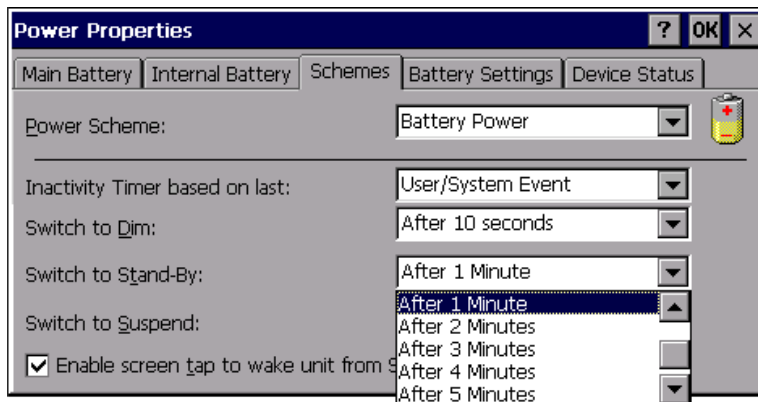 Power Properties ? OK ×
Main Battery Internal Battery Schemes Battery Settings Device Status
Power Scheme: Battery Power
Inactivity Timer based on last: User/System Event
Switch to Dim: After 10 seconds
Switch to Stand-By: After 1 Minute
After 1 Minute
After 2 Minutes
Switch to Suspend:
After 3 Minutes
Enable screen tap to wake unit from S
After 4 Minutes
After 5 Minutes